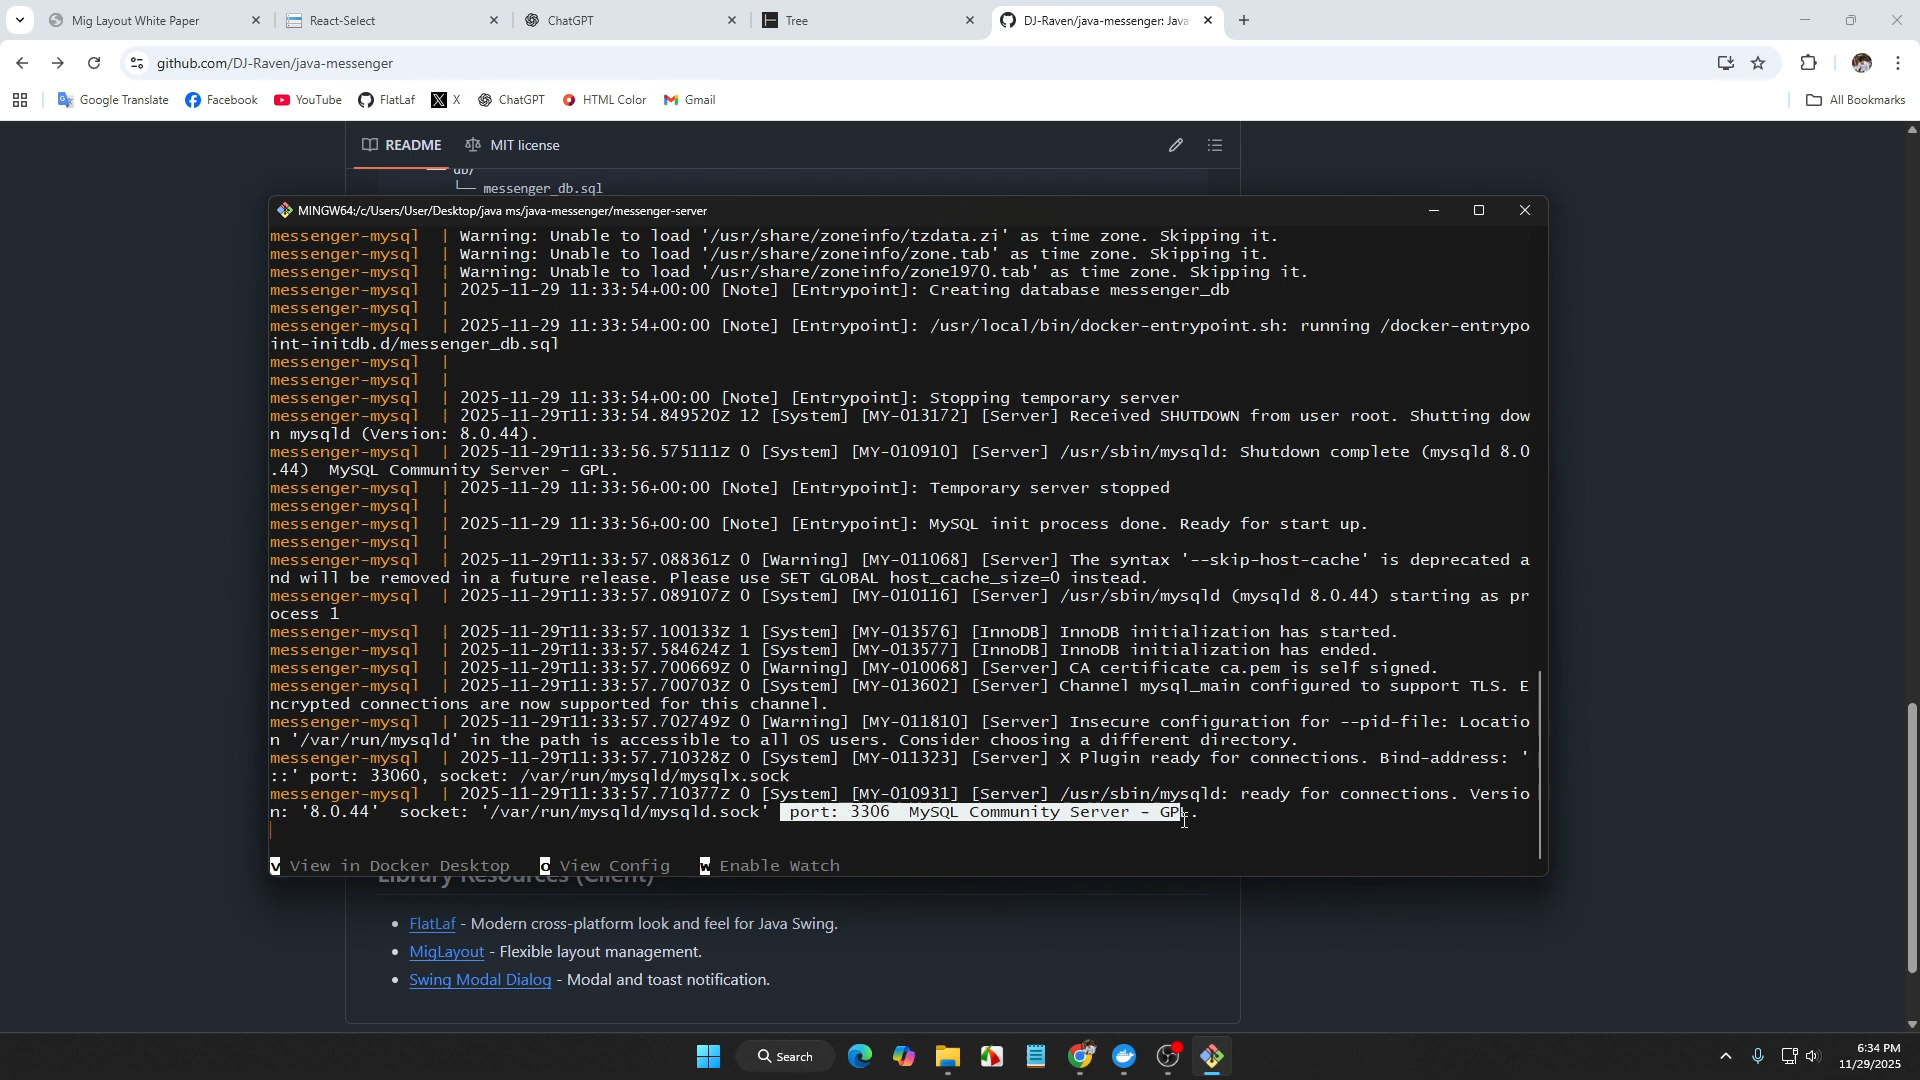 Mig Layout White Paper
React-Select
ChatGPT
Tree
DJ-Raven/java-messenger: Java
github.com/DJ-Raven/java-messenger
Google Translate
Facebook
YouTube
FlatLaf
X
ChatGPT
HTML Color
Gmail
All Bookmarks
README
MIT license
db/
└── messenger_db.sql
MINGW64:/c/Users/User/Desktop/java ms/java-messenger/messenger-server
messenger-mysql | Warning: Unable to load '/usr/share/zoneinfo/tzdata.zi' as time zone. Skipping it.
messenger-mysql | Warning: Unable to load '/usr/share/zoneinfo/zone.tab' as time zone. Skipping it.
messenger-mysql | Warning: Unable to load '/usr/share/zoneinfo/zone1970.tab' as time zone. Skipping it.
messenger-mysql | 2025-11-29 11:33:54+00:00 [Note] [Entrypoint]: Creating database messenger_db
messenger-mysql |
messenger-mysql | 2025-11-29 11:33:54+00:00 [Note] [Entrypoint]: /usr/local/bin/docker-entrypoint.sh: running /docker-entrypo
int-initdb.d/messenger_db.sql
messenger-mysql |
messenger-mysql |
messenger-mysql | 2025-11-29 11:33:54+00:00 [Note] [Entrypoint]: Stopping temporary server
messenger-mysql | 2025-11-29T11:33:54.849520Z 12 [System] [MY-013172] [Server] Received SHUTDOWN from user root. Shutting dow
n mysqld (Version: 8.0.44).
messenger-mysql | 2025-11-29T11:33:56.575111Z 0 [System] [MY-010910] [Server] /usr/sbin/mysqld: Shutdown complete (mysqld 8.0
.44) MySQL Community Server - GPL.
messenger-mysql | 2025-11-29 11:33:56+00:00 [Note] [Entrypoint]: Temporary server stopped
messenger-mysql |
messenger-mysql | 2025-11-29 11:33:56+00:00 [Note] [Entrypoint]: MySQL init process done. Ready for start up.
messenger-mysql |
messenger-mysql | 2025-11-29T11:33:57.088361Z 0 [Warning] [MY-011068] [Server] The syntax '--skip-host-cache' is deprecated a
nd will be removed in a future release. Please use SET GLOBAL host_cache_size=0 instead.
messenger-mysql | 2025-11-29T11:33:57.089107Z 0 [System] [MY-010116] [Server] /usr/sbin/mysqld (mysqld 8.0.44) starting as pr
ocess 1
messenger-mysql | 2025-11-29T11:33:57.100133Z 1 [System] [MY-013576] [InnoDB] InnoDB initialization has started.
messenger-mysql | 2025-11-29T11:33:57.584624Z 1 [System] [MY-013577] [InnoDB] InnoDB initialization has ended.
messenger-mysql | 2025-11-29T11:33:57.700669Z 0 [Warning] [MY-010068] [Server] CA certificate ca.pem is self signed.
messenger-mysql | 2025-11-29T11:33:57.700703Z 0 [System] [MY-013602] [Server] Channel mysql_main configured to support TLS. E
ncrypted connections are now supported for this channel.
messenger-mysql | 2025-11-29T11:33:57.702749Z 0 [Warning] [MY-011810] [Server] Insecure configuration for --pid-file: Locatio
n '/var/run/mysqld' in the path is accessible to all OS users. Consider choosing a different directory.
messenger-mysql | 2025-11-29T11:33:57.710328Z 0 [System] [MY-011323] [Server] X Plugin ready for connections. Bind-address: '
::' port: 33060, socket: /var/run/mysqld/mysqlx.sock
messenger-mysql | 2025-11-29T11:33:57.710377Z 0 [System] [MY-010931] [Server] /usr/sbin/mysqld: ready for connections. Versio
n: '8.0.44' socket: '/var/run/mysqld/mysqld.sock' port: 3306 MySQL Community Server - GPL.
v View in Docker Desktop o View Config w Enable Watch
Library Resources (Client)
FlatLaf - Modern cross-platform look and feel for Java Swing.
MigLayout - Flexible layout management.
Swing Modal Dialog - Modal and toast notification.
Search
6:34 PM
11/29/2025